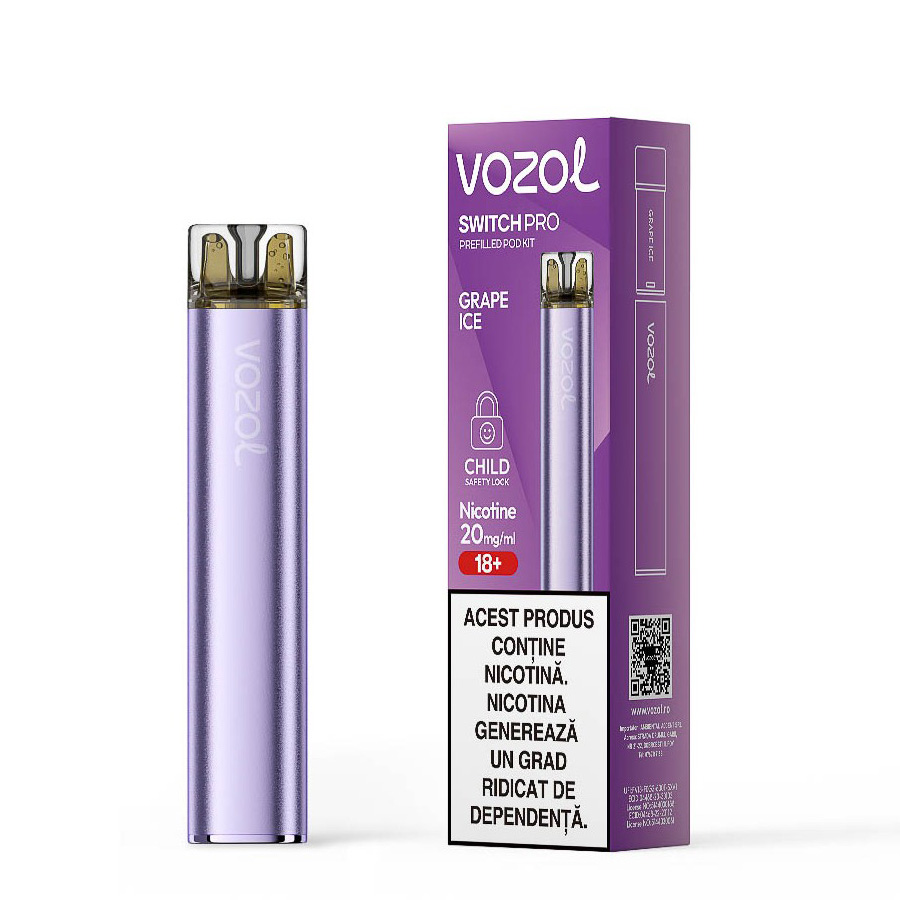 VOZOL
VOZOL
SWITCH PRO
PREFILLED POD KIT
GRAPE
ICE
VOZOL
CHILD
SAFETY LOCK
Nicotine
20mg/ml
18+
ACEST PRODUS
CONȚINE
NICOTINĂ.
NICOTINA
GENEREAZĂ
UN GRAD
RIDICAT DE
DEPENDENȚĂ.
GRAPE ICE
VOZOL
www.vozol.ro